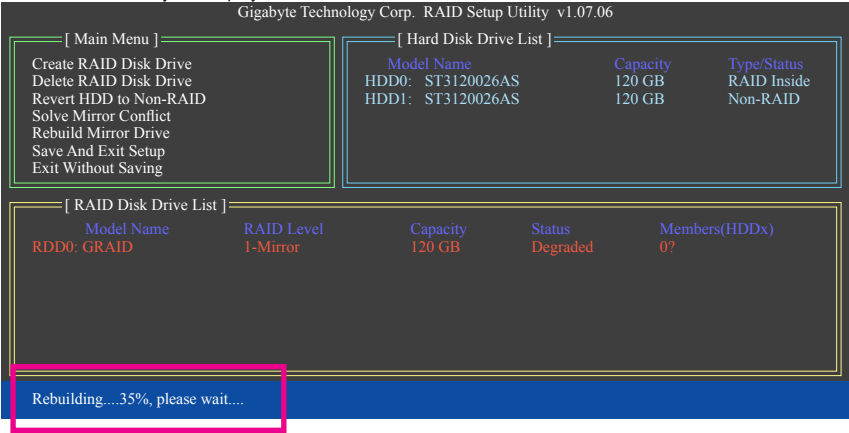 Gigabyte Technology Corp. RAID Setup Utility v1.07.06
[ Main Menu ]
Create RAID Disk Drive
Delete RAID Disk Drive
Revert HDD to Non-RAID
Solve Mirror Conflict
Rebuild Mirror Drive
Save And Exit Setup
Exit Without Saving
[ Hard Disk Drive List ]
Model Name Capacity Type/Status
HDD0: ST3120026AS 120 GB RAID Inside
HDD1: ST3120026AS 120 GB Non-RAID
[ RAID Disk Drive List ]
Model Name RAID Level Capacity Status Members(HDDx)
RDD0: GRAID 1-Mirror 120 GB Degraded 0?
Rebuilding....35%, please wait....